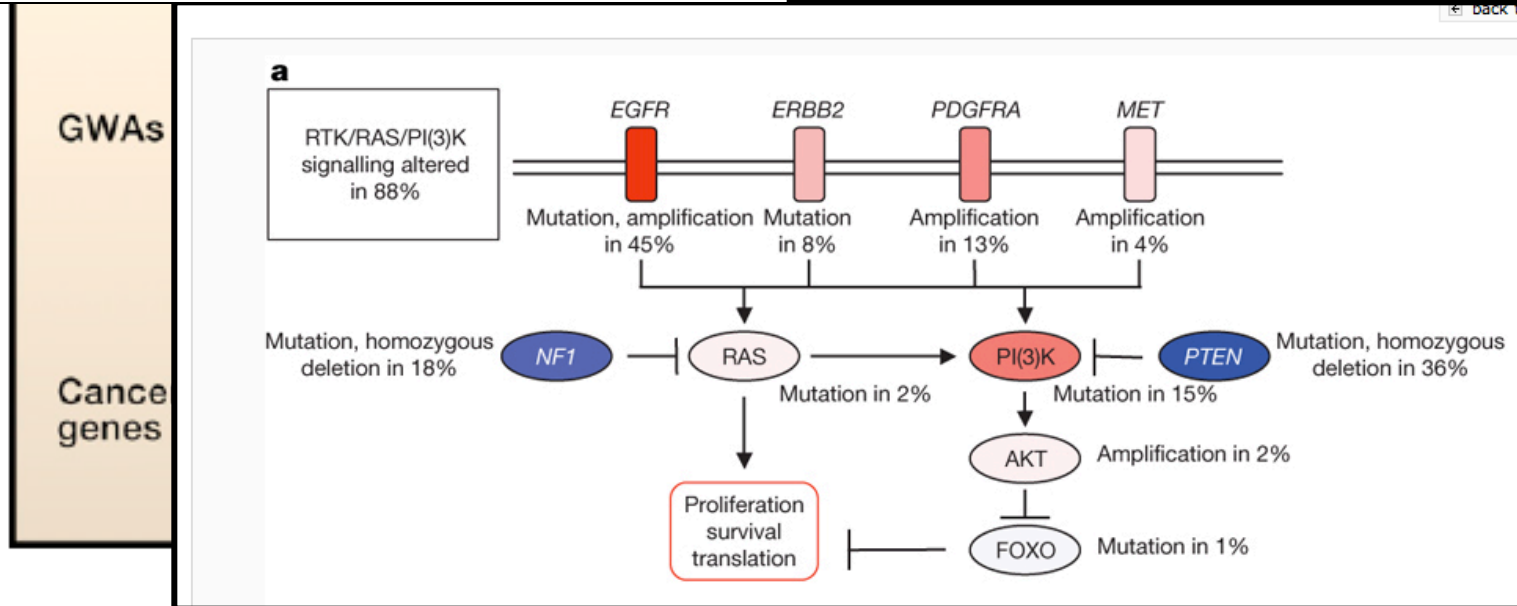 back
GWAs
Cance
genes
a
RTK/RAS/PI(3)K
signalling altered
in 88%
EGFR
ERBB2
PDGFRA
MET
Mutation, amplification
in 45%
Mutation
in 8%
Amplification
in 13%
Amplification
in 4%
Mutation, homozygous
deletion in 18%
NF1
RAS
Mutation in 2%
PI(3)K
Mutation in 15%
PTEN
Mutation, homozygous
deletion in 36%
AKT
Amplification in 2%
Proliferation
survival
translation
FOXO
Mutation in 1%